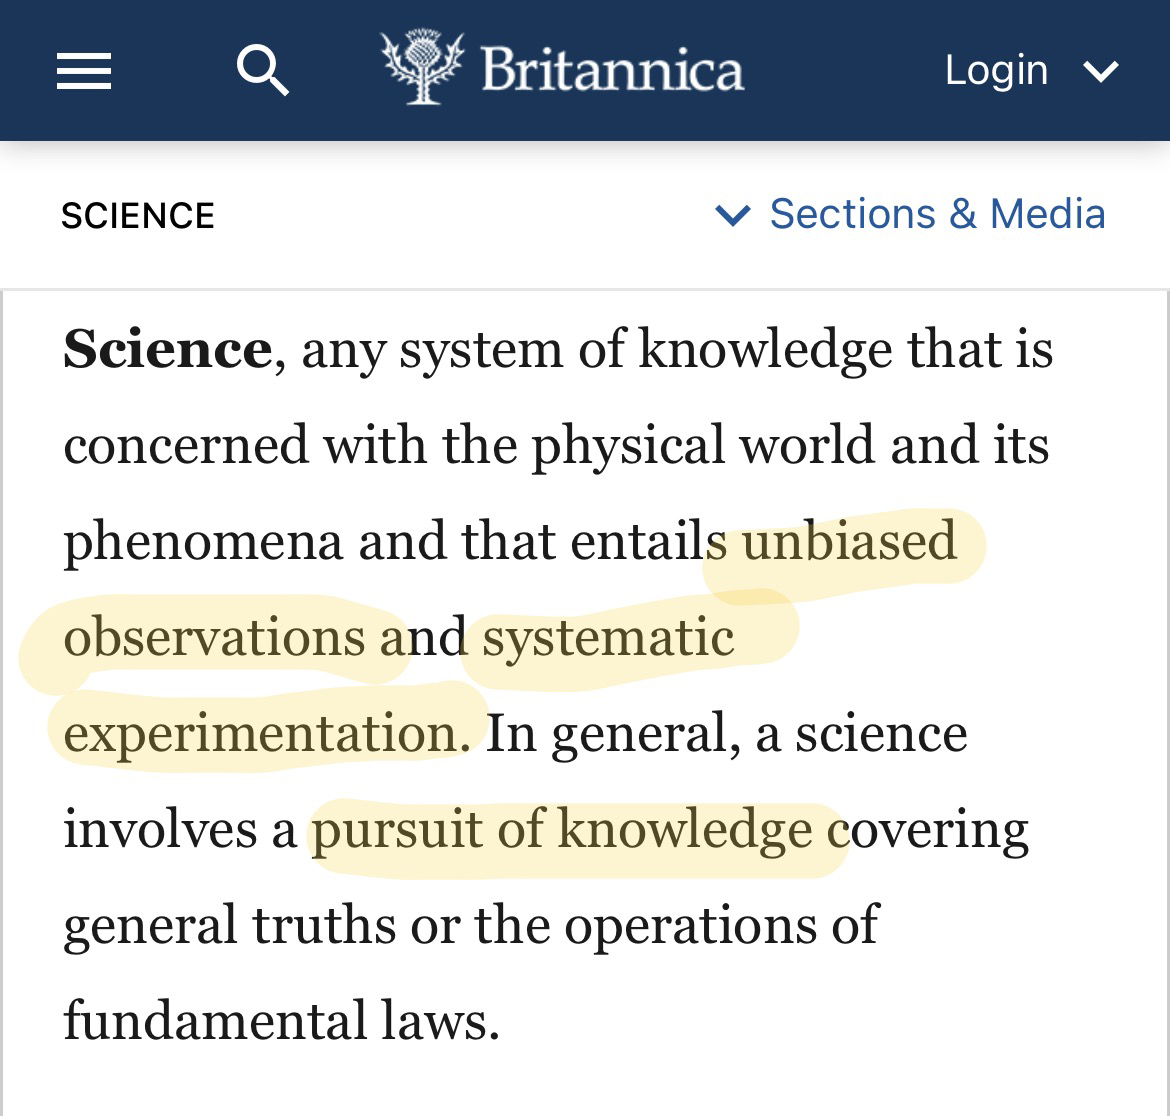 Britannica
Login
SCIENCE
Sections & Media
Science, any system of knowledge that is
concerned with the physical world and its
phenomena and that entails unbiased
observations and systematic
experimentation. In general, a science
involves a pursuit of knowledge covering
general truths or the operations of
fundamental laws.